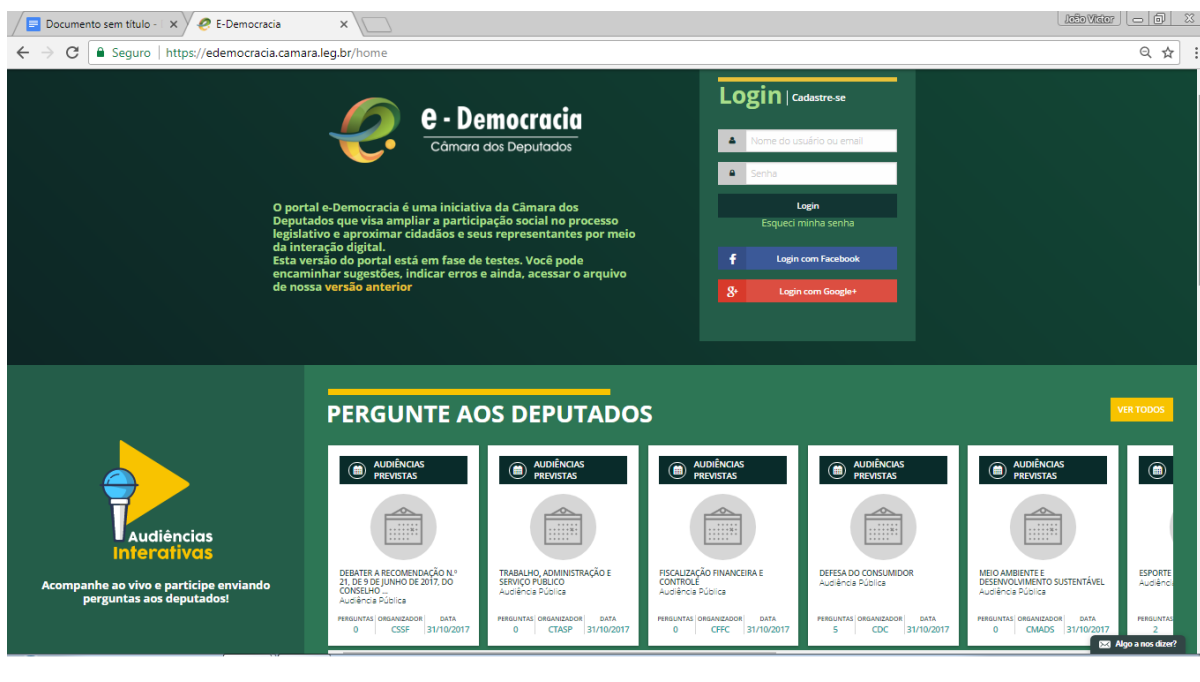 Documento sem título -
E-Democracia
João Victor
Seguro
https://edemocracia.camara.leg.br/home
e - Democracia
Câmara dos Deputados
O portal e-Democracia é uma iniciativa da Câmara dos
Deputados que visa ampliar a participação social no processo
legislativo e aproximar cidadãos e seus representantes por meio
da interação digital.
Esta versão do portal está em fase de testes. Você pode
encaminhar sugestões, indicar erros e ainda, acessar o arquivo
de nossa versão anterior
Login | Cadastre-se
Nome do usuário ou email
Senha
Login
Esqueci minha senha
f Login com Facebook
g+ Login com Google+
Audiências
Interativas
Acompanhe ao vivo e participe enviando
perguntas aos deputados!
PERGUNTE AOS DEPUTADOS
VER TODOS
AUDIÊNCIAS
PREVISTAS
DEBATER A RECOMENDAÇÃO N.º
21, DE 9 DE JUNHO DE 2017, DO
CONSELHO ...
Audiência Pública
PERGUNTAS ORGANIZADOR DATA
0 CSSF 31/10/2017
AUDIÊNCIAS
PREVISTAS
TRABALHO, ADMINISTRAÇÃO E
SERVIÇO PÚBLICO
Audiência Pública
PERGUNTAS ORGANIZADOR DATA
0 CTASP 31/10/2017
AUDIÊNCIAS
PREVISTAS
FISCALIZAÇÃO FINANCEIRA E
CONTROLE
Audiência Pública
PERGUNTAS ORGANIZADOR DATA
0 CFFC 31/10/2017
AUDIÊNCIAS
PREVISTAS
DEFESA DO CONSUMIDOR
Audiência Pública
PERGUNTAS ORGANIZADOR DATA
5 CDC 31/10/2017
AUDIÊNCIAS
PREVISTAS
MEIO AMBIENTE E
DESENVOLVIMENTO SUSTENTÁVEL
Audiência Pública
PERGUNTAS ORGANIZADOR DATA
0 CMADS 31/10/2017
ESPORTE
Audiênci
PERGUNTAS
2
Algo a nos dizer?